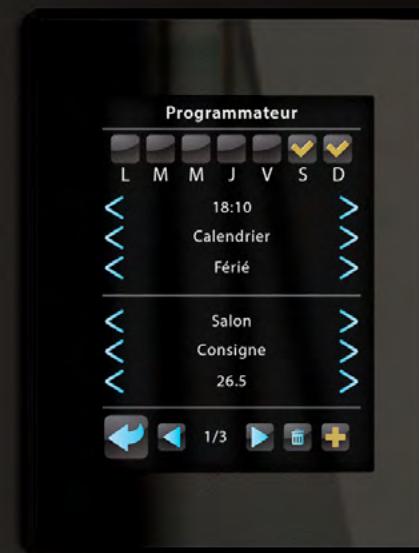 Programmateur
L M M J V S D
18:10
Calendrier
Férié
Salon
Consigne
26.5
1/3